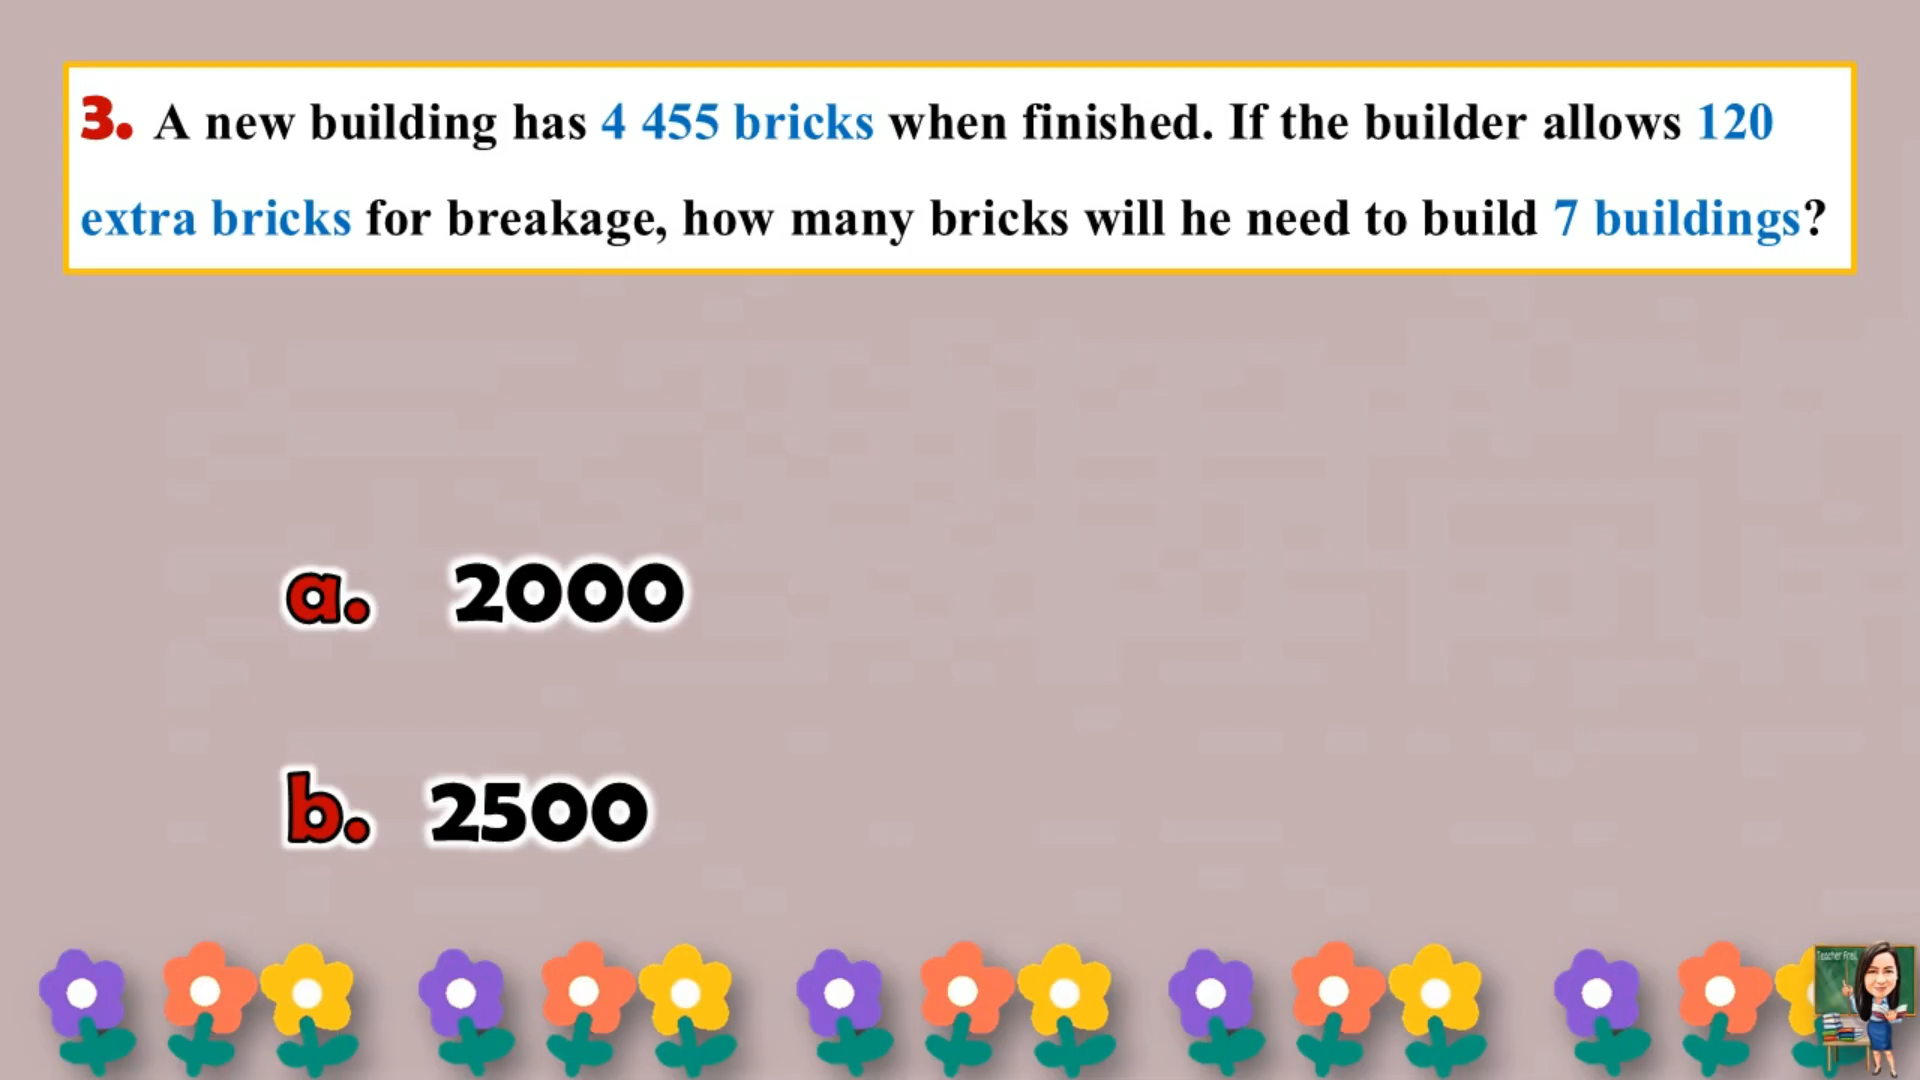 3. A new building has 4 455 bricks when finished. If the builder allows 120
extra bricks for breakage, how many bricks will he need to build 7 buildings?
a. 2000
b. 2500